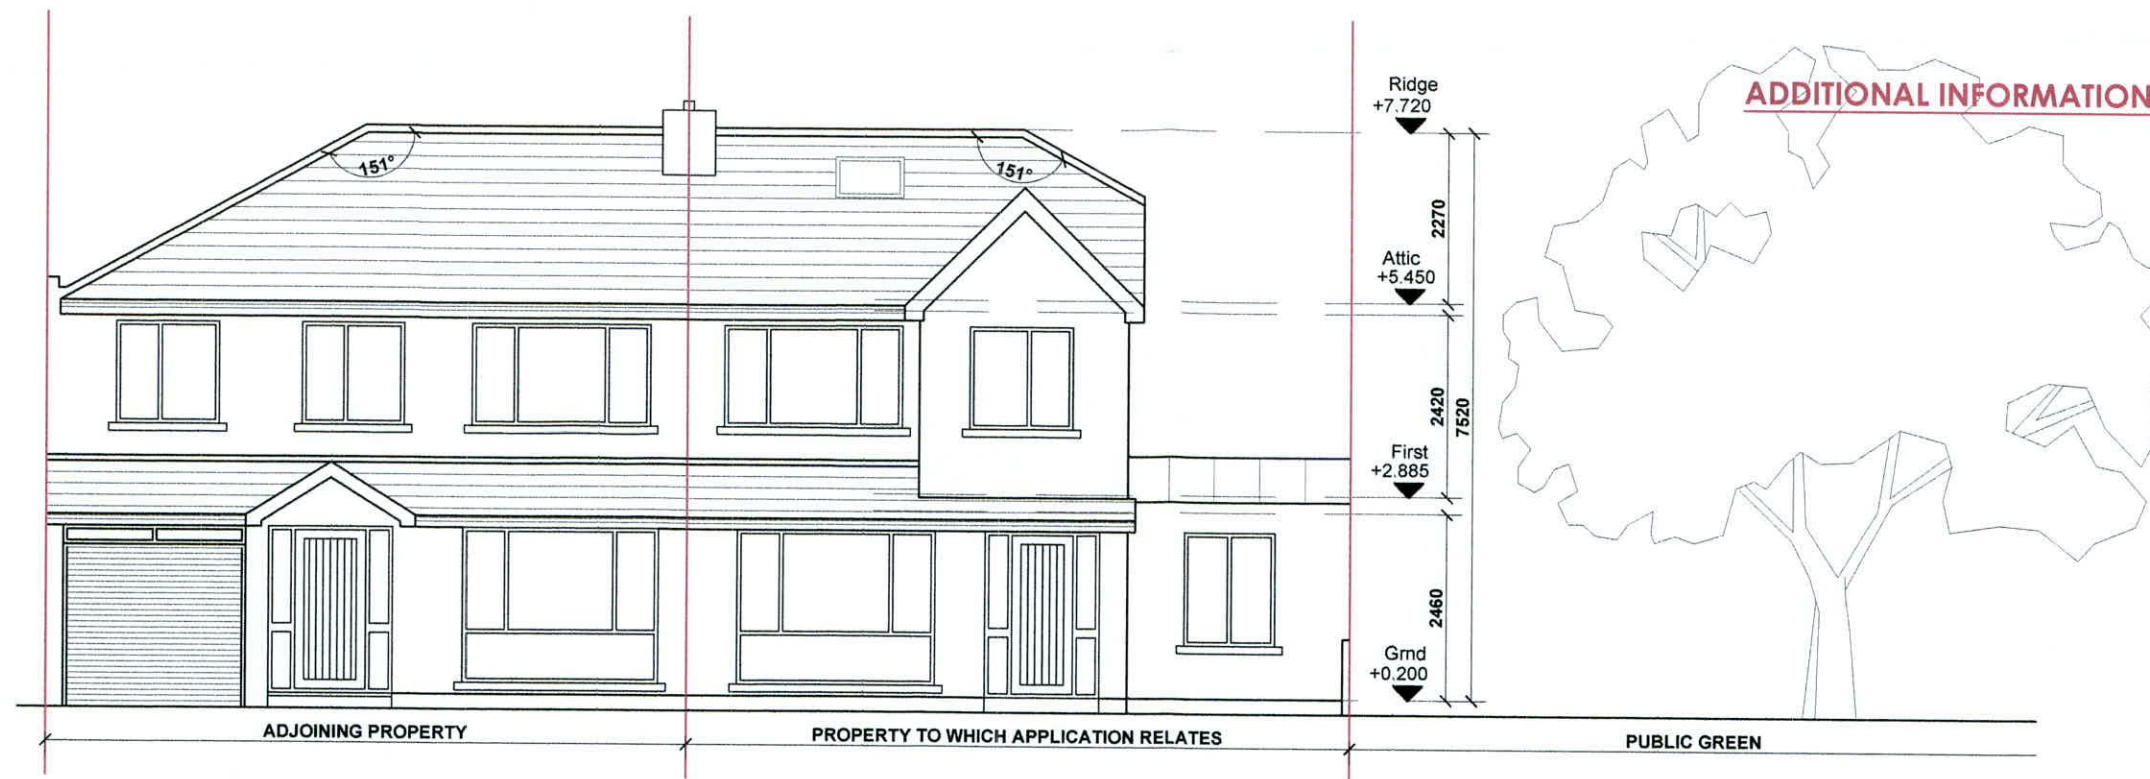 Ridge
+7.720
ADDITIONAL INFORMATION
151°
151°
2270
Attic
+5.450
2420
7520
First
+2.885
2460
Grnd
+0.200
ADJOINING PROPERTY
PROPERTY TO WHICH APPLICATION RELATES
PUBLIC GREEN